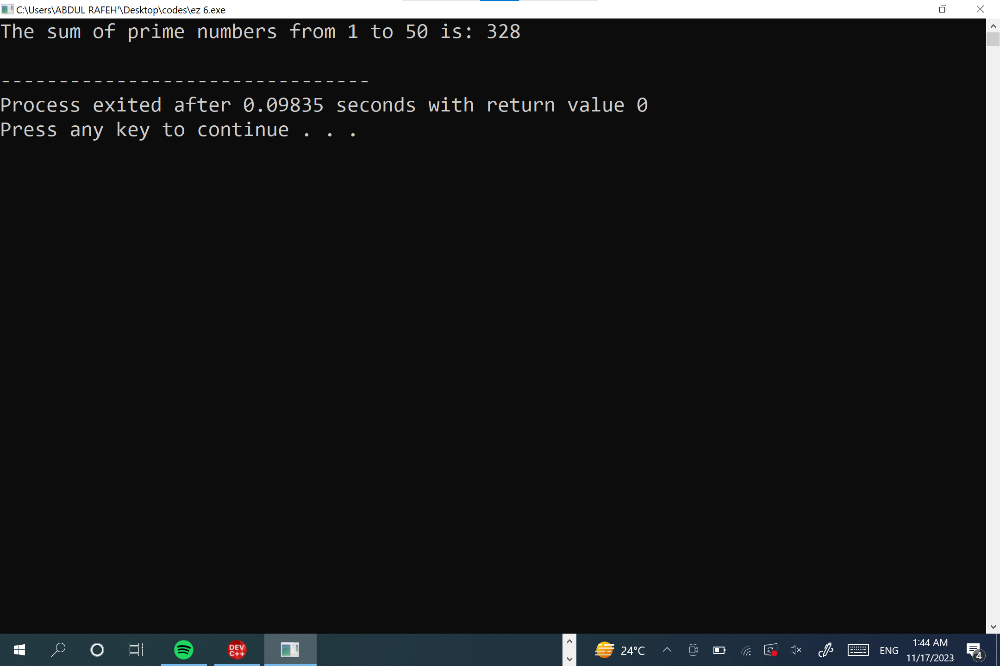 C:\Users\ABDUL RAFEH'\Desktop\codes\ez 6.exe
The sum of prime numbers from 1 to 50 is: 328
--------------------------------
Process exited after 0.09835 seconds with return value 0
Press any key to continue . . .
DEV
C++
24°C
ENG
1:44 AM
11/17/2023
4